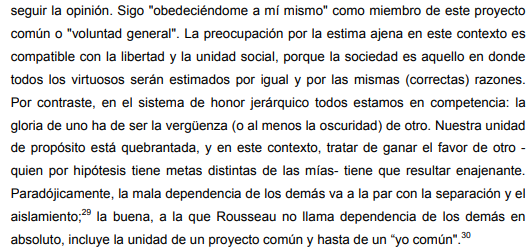 seguir la opinión. Sigo "obedeciéndome a mí mismo" como miembro de este proyecto
común o "voluntad general". La preocupación por la estima ajena en este contexto es
compatible con la libertad y la unidad social, porque la sociedad es aquello en donde
todos los virtuosos serán estimados por igual y por las mismas (correctas) razones.
Por contraste, en el sistema de honor jerárquico todos estamos en competencia: la
gloria de uno ha de ser la vergüenza (o al menos la oscuridad) de otro. Nuestra unidad
de propósito está quebrantada, y en este contexto, tratar de ganar el favor de otro -
quien por hipótesis tiene metas distintas de las mías- tiene que resultar enajenante.
Paradójicamente, la mala dependencia de los demás va a la par con la separación y el
aislamiento;29 la buena, a la que Rousseau no llama dependencia de los demás en
absoluto, incluye la unidad de un proyecto común y hasta de un “yo común".30